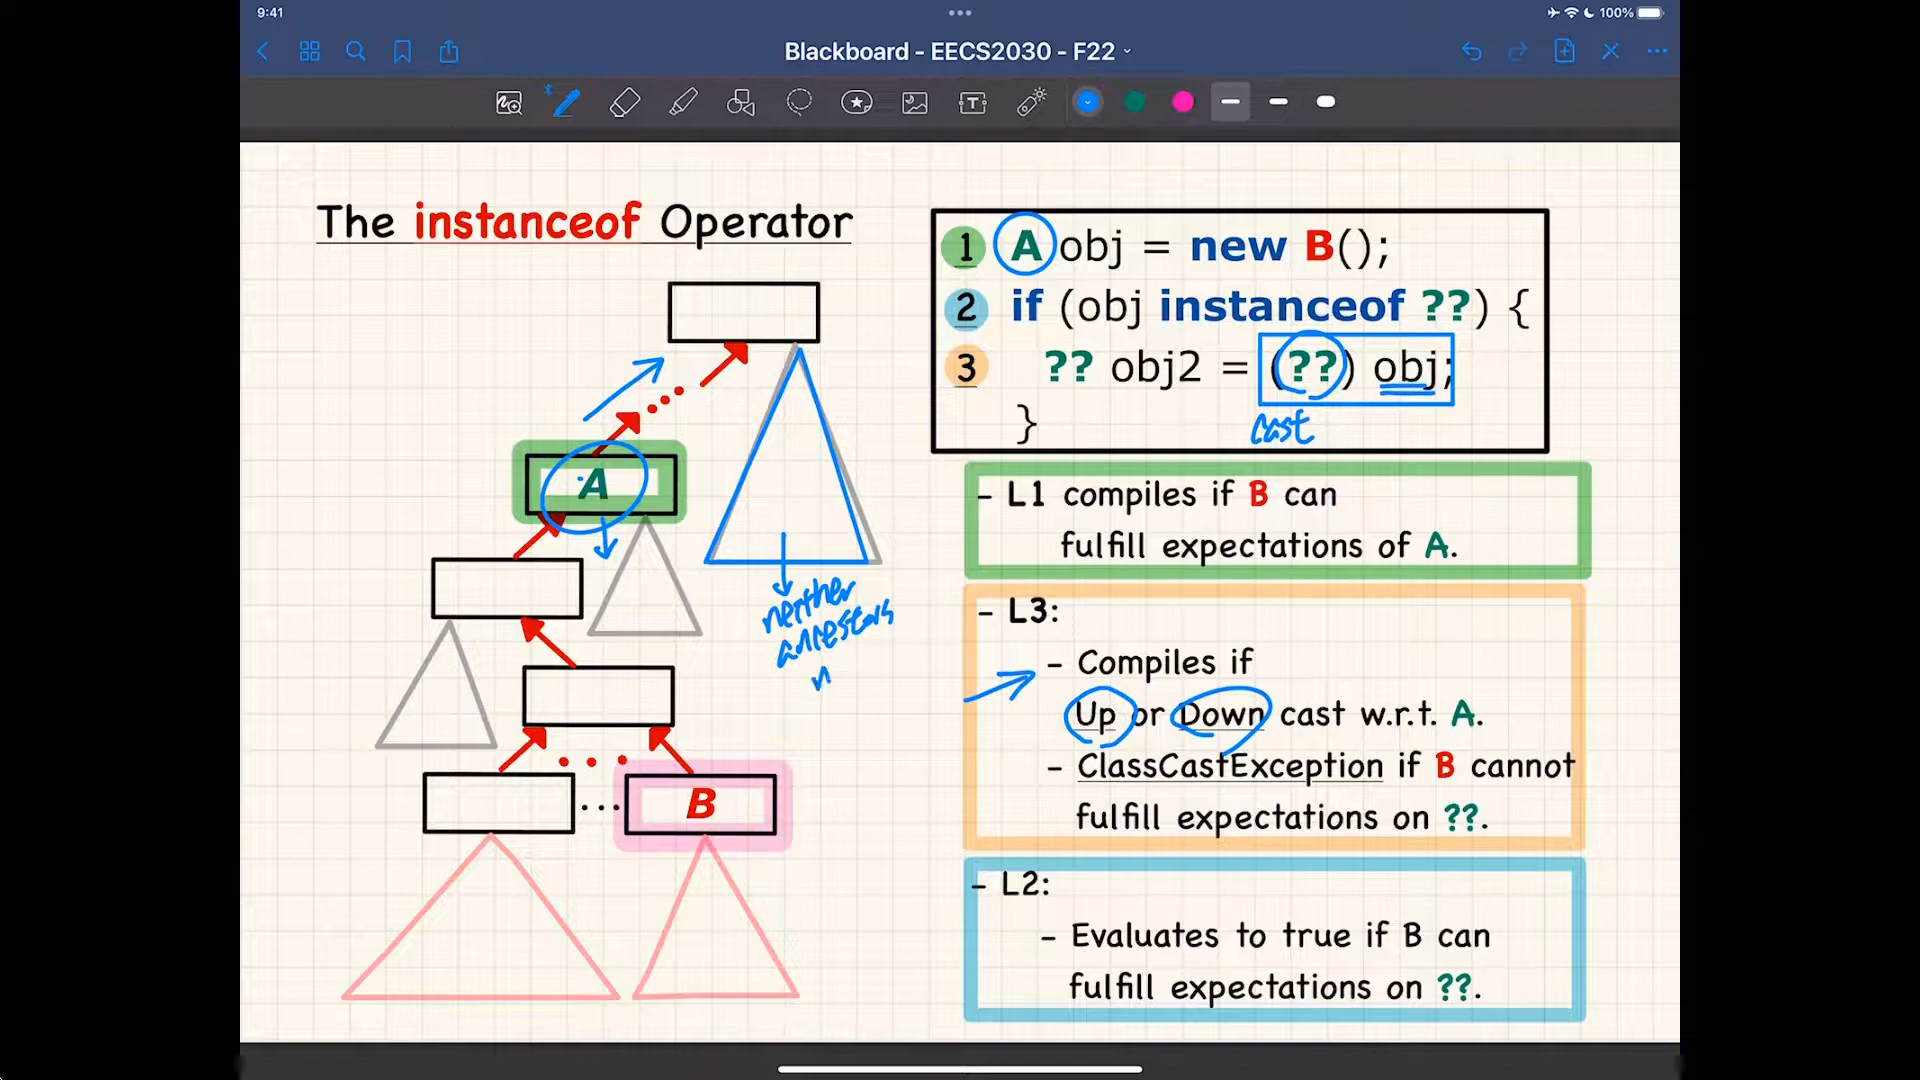 9:41
100%
Blackboard - EECS2030 - F22
The instanceof Operator
1 A obj = new B();
2 if (obj instanceof ??) {
3 ?? obj2 = (??) obj;
}
cast
A
B
...
neither
ancestors
n
- L1 compiles if B can
fulfill expectations of A.
- L3:
- Compiles if
Up or Down cast w.r.t. A.
- ClassCastException if B cannot
fulfill expectations on ??.
- L2:
- Evaluates to true if B can
fulfill expectations on ??.